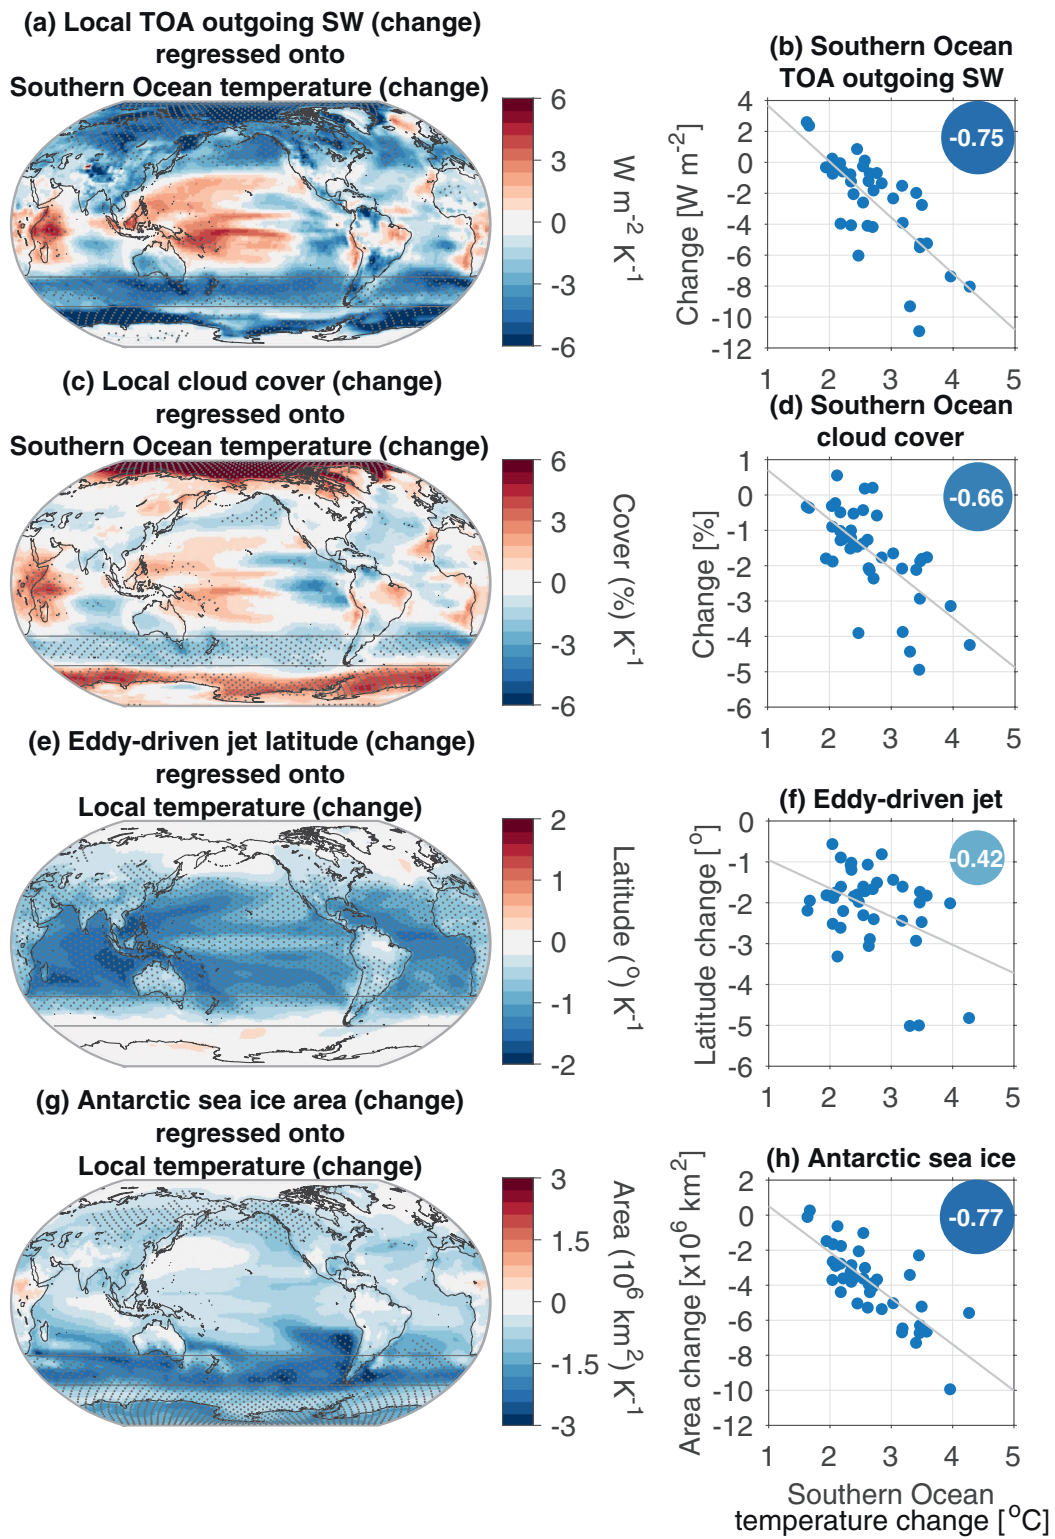 (a) Local TOA outgoing SW (change)
regressed onto
Southern Ocean temperature (change)
6
3
0
-3
-6
W m-2 K-1
(b) Southern Ocean
TOA outgoing SW
-0.75
Change [W m-2]
4
2
0
-2
-4
-6
-8
-10
-12
1 2 3 4 5
(c) Local cloud cover (change)
regressed onto
Southern Ocean temperature (change)
6
3
0
-3
-6
Cover (%) K-1
(d) Southern Ocean
cloud cover
-0.66
Change [%]
1
0
-1
-2
-3
-4
-5
-6
1 2 3 4 5
(e) Eddy-driven jet latitude (change)
regressed onto
Local temperature (change)
2
1
0
-1
-2
Latitude (o) K-1
(f) Eddy-driven jet
-0.42
Latitude change [o]
0
-1
-2
-3
-4
-5
-6
1 2 3 4 5
(g) Antarctic sea ice area (change)
regressed onto
Local temperature (change)
3
1.5
0
-1.5
-3
Area (106 km2) K-1
(h) Antarctic sea ice
-0.77
Area change [x106 km2]
2
0
-2
-4
-6
-8
-10
-12
1 2 3 4 5
Southern Ocean
temperature change [oC]